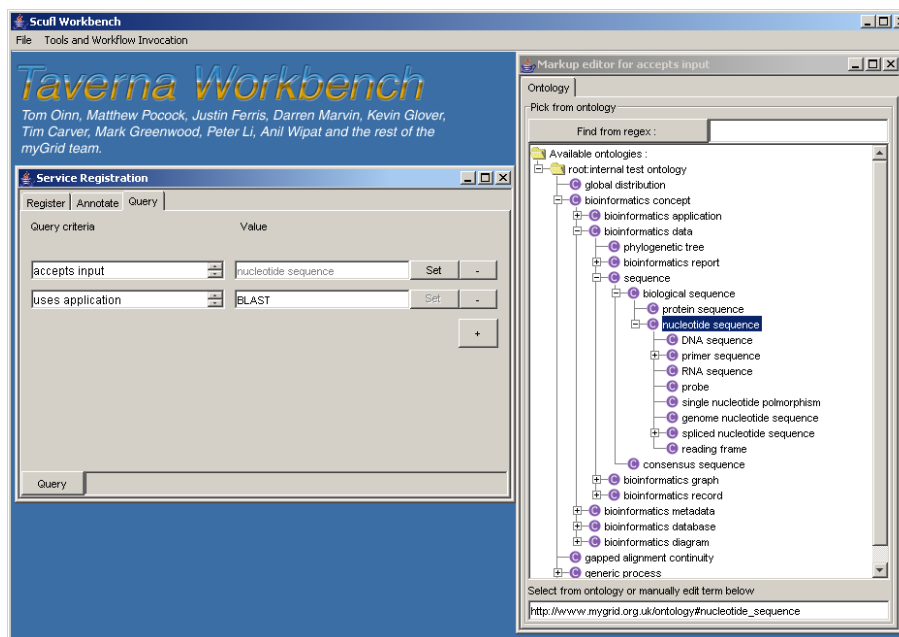 Scufl Workbench
File Tools and Workflow Invocation
Taverna Workbench
Tom Oinn, Matthew Pocock, Justin Ferris, Darren Marvin, Kevin Glover,
Tim Carver, Mark Greenwood, Peter Li, Anil Wipat and the rest of the
myGrid team.
Service Registration
Register Annotate Query
Query criteria Value
accepts input nucleotide sequence Set -
uses application BLAST Set -
+
Query
Markup editor for accepts input
Ontology
Pick from ontology
Find from regex :
Available ontologies :
root:internal test ontology
C global distribution
C bioinformatics concept
C bioinformatics application
C bioinformatics data
C phylogenetic tree
C bioinformatics report
C sequence
C biological sequence
C protein sequence
C nucleotide sequence
C DNA sequence
C primer sequence
C RNA sequence
C probe
C single nucleotide polmorphism
C genome nucleotide sequence
C spliced nucleotide sequence
C reading frame
C consensus sequence
C bioinformatics graph
C bioinformatics record
C bioinformatics metadata
C bioinformatics database
C bioinformatics diagram
C gapped alignment continuity
C generic process
Select from ontology or manually edit term below
http://www.mygrid.org.uk/ontology#nucleotide_sequence